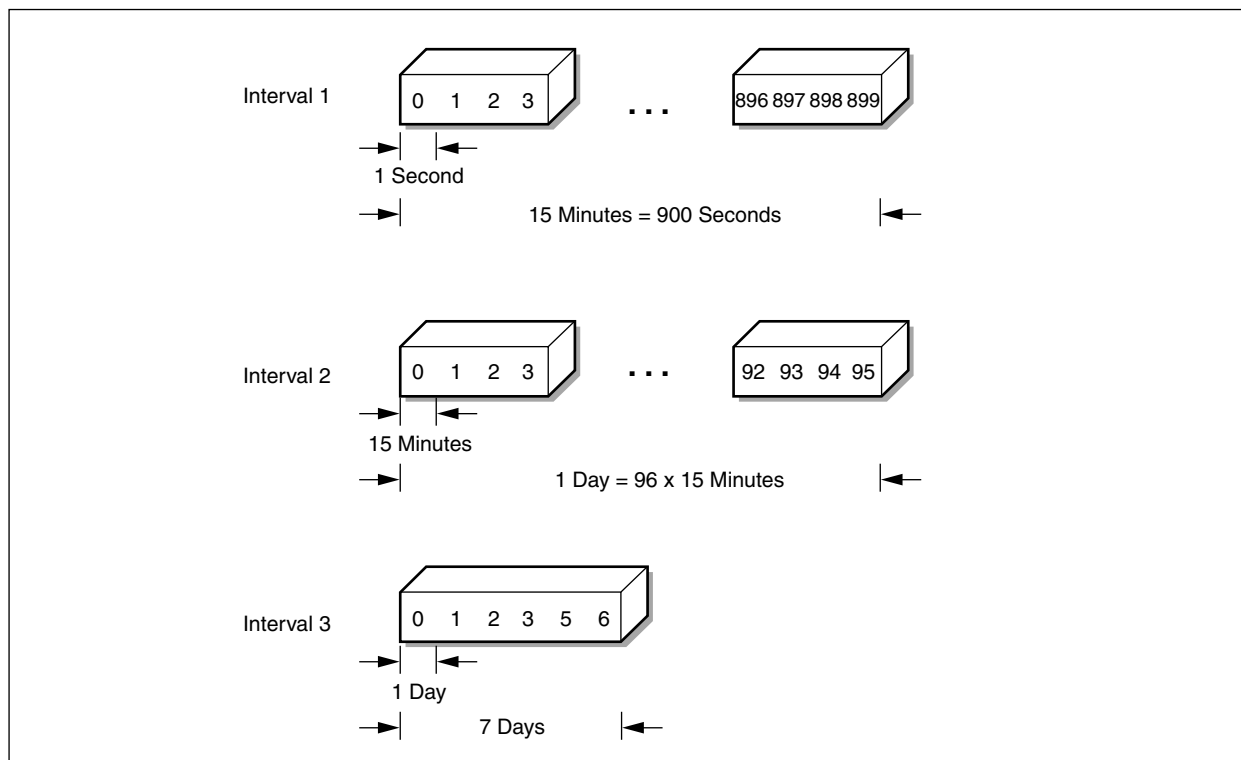 Interval 1
0 1 2 3
. . .
896 897 898 899
1 Second
15 Minutes = 900 Seconds
Interval 2
0 1 2 3
. . .
92 93 94 95
15 Minutes
1 Day = 96 x 15 Minutes
Interval 3
0 1 2 3 5 6
1 Day
7 Days